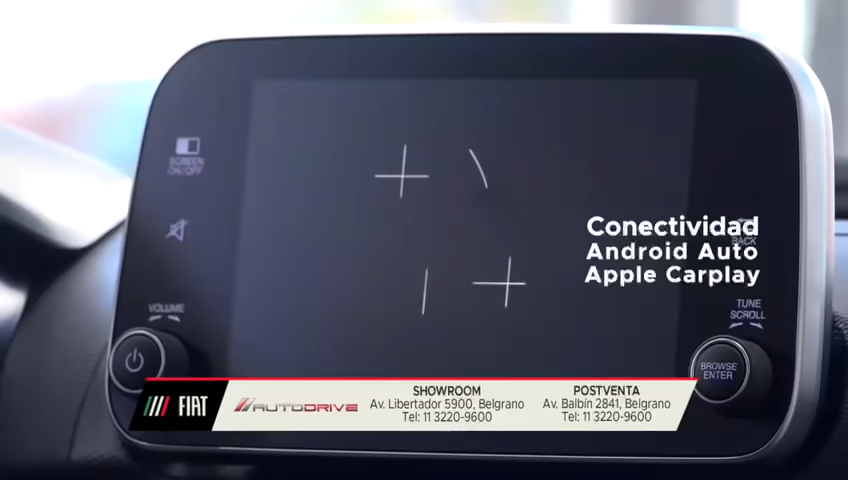 SCREEN
ON/OFF
Conectividad
BACK
Android Auto
Apple Carplay
VOLUME
TUNE
SCROLL
BROWSE
ENTER
FIAT
AUTODRIVE
SHOWROOM
Av. Libertador 5900, Belgrano
Tel: 11 3220-9600
POSTVENTA
Av. Balbín 2841, Belgrano
Tel: 11 3220-9600